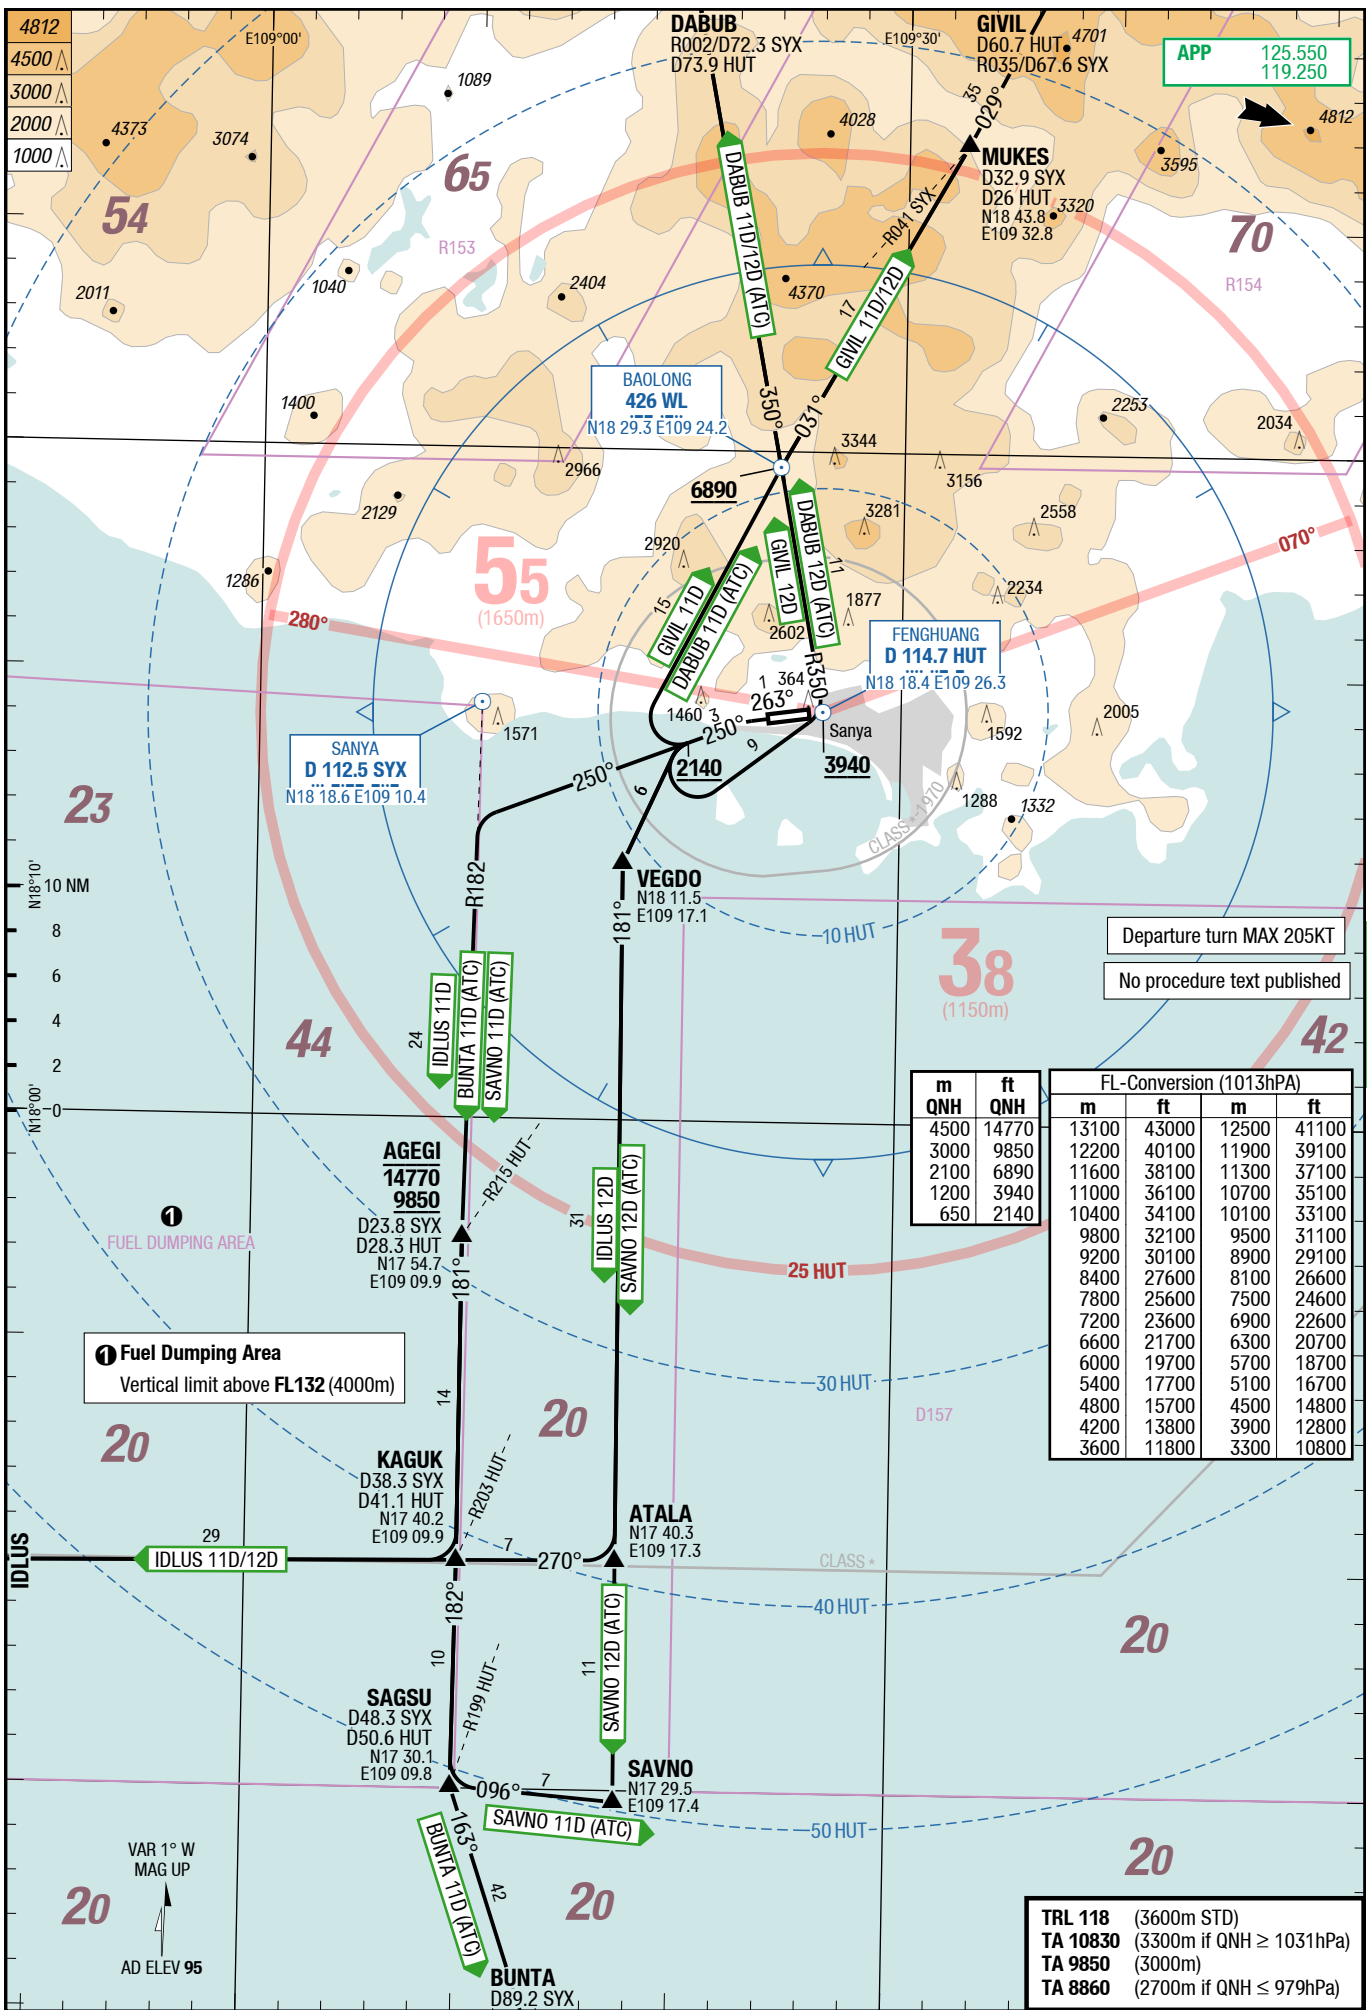 4812
4500
3000
2000
1000
E109°00'
DABUB
R002/D72.3 SYX
D73.9 HUT
E109°30'
GIVIL
D60.7 HUT
R035/D67.6 SYX
4701
APP 125.550
119.250
4812
1089
4373
3074
4028
3595
35
029°
MUKES
D32.9 SYX
D26 HUT
N18 43.8
E109 32.8
3320
65
54
70
R153
R154
R041 SYX
DABUB 11D/12D (ATC)
2011
1040
2404
4370
17
GIVIL 11D/12D
BAOLONG
426 WL
N18 29.3 E109 24.2
350°
031°
1400
2253
2034
2966
3344
3156
6890
2129
3281
2558
2920
DABUB 12D (ATC)
11
GIVIL 12D
070°
1286
55
(1650m)
15
GIVIL 11D
DABUB 11D (ATC)
2602
1877
2234
280°
FENGHUANG
D 114.7 HUT
N18 18.4 E109 26.3
R350
1
364
263°
1460
3
250°
9
Sanya
1571
1592
2005
SANYA
D 112.5 SYX
N18 18.6 E109 10.4
250°
2140
3940
6
1288
1332
CLASS * -1970
23
N18°10'
10 NM
8
6
4
2
0
N18°00'
R182
VEGDO
N18 11.5
E109 17.1
181°
10 HUT
Departure turn MAX 205KT
No procedure text published
38
(1150m)
44
42
24
IDLUS 11D
BUNTA 11D (ATC)
SAVNO 11D (ATC)
m ft
QNH QNH
4500 14770
3000 9850
2100 6890
1200 3940
650 2140
FL-Conversion (1013hPA)
m ft m ft
13100 43000 12500 41100
12200 40100 11900 39100
11600 38100 11300 37100
11000 36100 10700 35100
10400 34100 10100 33100
9800 32100 9500 31100
9200 30100 8900 29100
8400 27600 8100 26600
7800 25600 7500 24600
7200 23600 6900 22600
6600 21700 6300 20700
6000 19700 5700 18700
5400 17700 5100 16700
4800 15700 4500 14800
4200 13800 3900 12800
3600 11800 3300 10800
AGEGI
14770
9850
D23.8 SYX
D28.3 HUT
N17 54.7
E109 09.9
R215 HUT
31
IDLUS 12D
SAVNO 12D (ATC)
1
FUEL DUMPING AREA
181°
25 HUT
1 Fuel Dumping Area
Vertical limit above FL132 (4000m)
30 HUT
14
20
20
D157
KAGUK
D38.3 SYX
D41.1 HUT
N17 40.2
E109 09.9
R203 HUT
ATALA
N17 40.3
E109 17.3
IDLUS
29
IDLUS 11D/12D
7
270°
CLASS *
182°
40 HUT
10
R199 HUT
11
SAVNO 12D (ATC)
20
SAGSU
D48.3 SYX
D50.6 HUT
N17 30.1
E109 09.8
096°
7
SAVNO
N17 29.5
E109 17.4
SAVNO 11D (ATC)
50 HUT
163°
BUNTA 11D (ATC)
42
VAR 1° W
MAG UP
AD ELEV 95
20
20
20
BUNTA
D89.2 SYX
TRL 118 (3600m STD)
TA 10830 (3300m if QNH ≥ 1031hPa)
TA 9850 (3000m)
TA 8860 (2700m if QNH ≤ 979hPa)